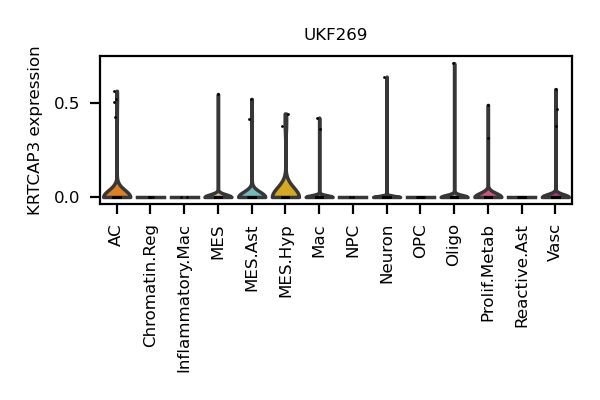 UKF269
KRTCAP3 expression
0.5
0.0
AC
Chromatin.Reg
Inflammatory.Mac
MES
MES.Ast
MES.Hyp
Mac
NPC
Neuron
OPC
Oligo
Prolif.Metab
Reactive.Ast
Vasc